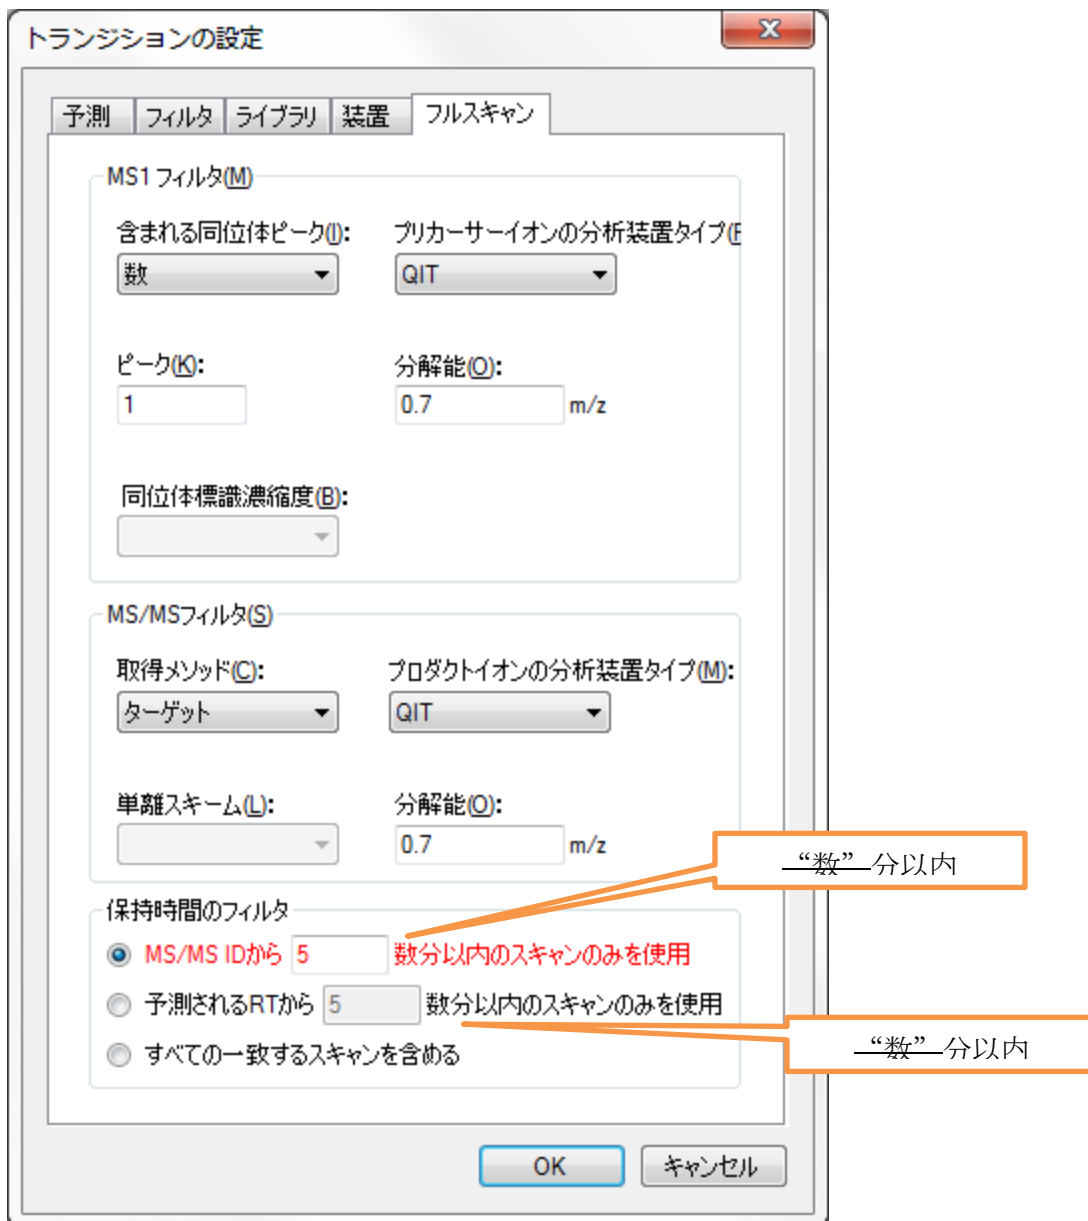 トランジションの設定
予測 フィルタ ライブラリ 装置 フルスキャン
MS1 フィルタ(M)
含まれる同位体ピーク(I): プリカーサーイオンの分析装置タイプ(
数 QIT
ピーク(K): 分解能(O):
1 0.7 m/z
同位体標識濃縮度(B):
MS/MSフィルタ(S)
取得メソッド(C): プロダクトイオンの分析装置タイプ(M):
ターゲット QIT
単離スキーム(L): 分解能(O):
0.7 m/z
“数” 分以内
保持時間のフィルタ
MS/MS IDから 5 数分以内のスキャンのみを使用
予測されるRTから 5 数分以内のスキャンのみを使用
“数” 分以内
すべての一致するスキャンを含める
OK キャンセル